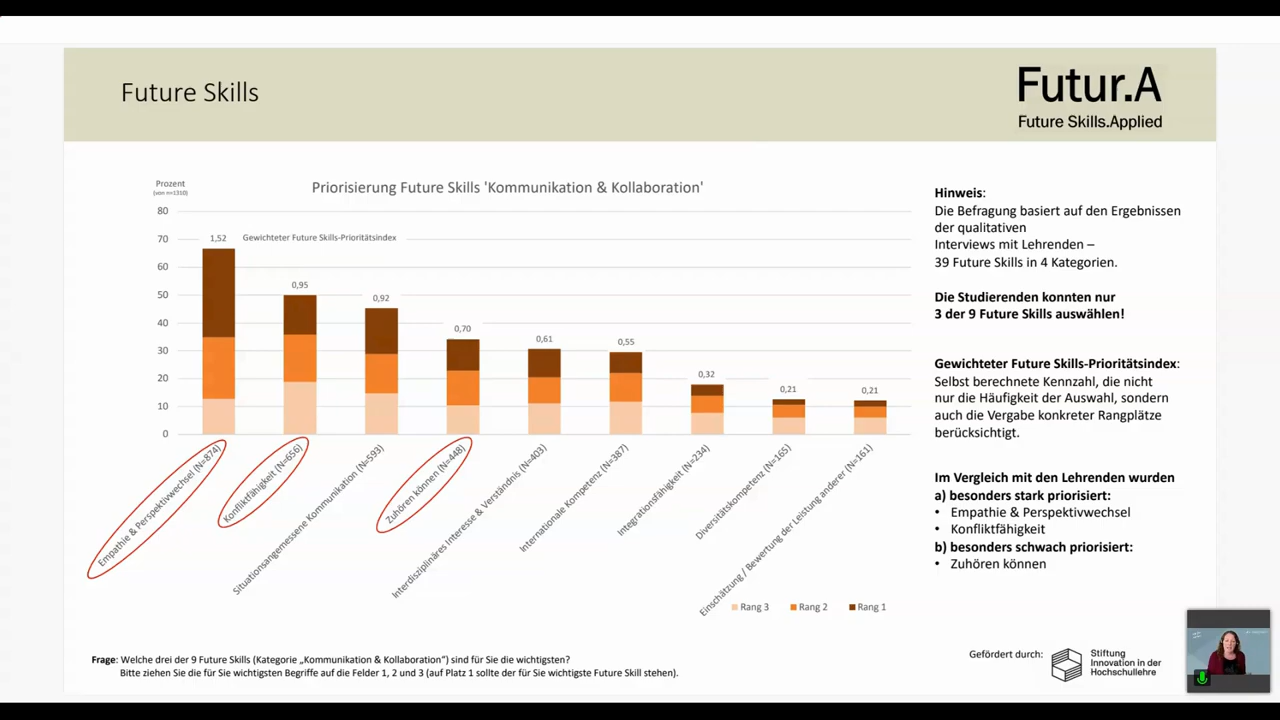 Future Skills
Futur.A
Future Skills.Applied
Prozent
(von n=1310)
Priorisierung Future Skills 'Kommunikation & Kollaboration'
80
70
60
50
40
30
20
10
0
Gewichteter Future Skills-Prioritätsindex
1,52
0,95
0,92
0,70
0,61
0,55
0,32
0,21
0,21
Empathie & Perspektivwechsel (N=874)
Konfliktfähigkeit (N=656)
Situationsangemessene Kommunikation (N=593)
Zuhören können (N=448)
Interdisziplinäres Interesse & Verständnis (N=403)
Internationale Kompetenz (N=387)
Integrationsfähigkeit (N=234)
Diversitätskompetenz (N=165)
Einschätzung / Bewertung der Leistung anderer (N=161)
Rang 3
Rang 2
Rang 1
Hinweis:
Die Befragung basiert auf den Ergebnissen
der qualitativen
Interviews mit Lehrenden –
39 Future Skills in 4 Kategorien.
Die Studierenden konnten nur
3 der 9 Future Skills auswählen!
Gewichteter Future Skills-Prioritätsindex:
Selbst berechnete Kennzahl, die nicht
nur die Häufigkeit der Auswahl, sondern
auch die Vergabe konkreter Rangplätze
berücksichtigt.
Im Vergleich mit den Lehrenden wurden
a) besonders stark priorisiert:
• Empathie & Perspektivwechsel
• Konfliktfähigkeit
b) besonders schwach priorisiert:
• Zuhören können
Frage: Welche drei der 9 Future Skills (Kategorie „Kommunikation & Kollaboration“) sind für Sie die wichtigsten?
Bitte ziehen Sie die für Sie wichtigsten Begriffe auf die Felder 1, 2 und 3 (auf Platz 1 sollte der für Sie wichtigste Future Skill stehen).
Gefördert durch:
Stiftung
Innovation in der
Hochschullehre